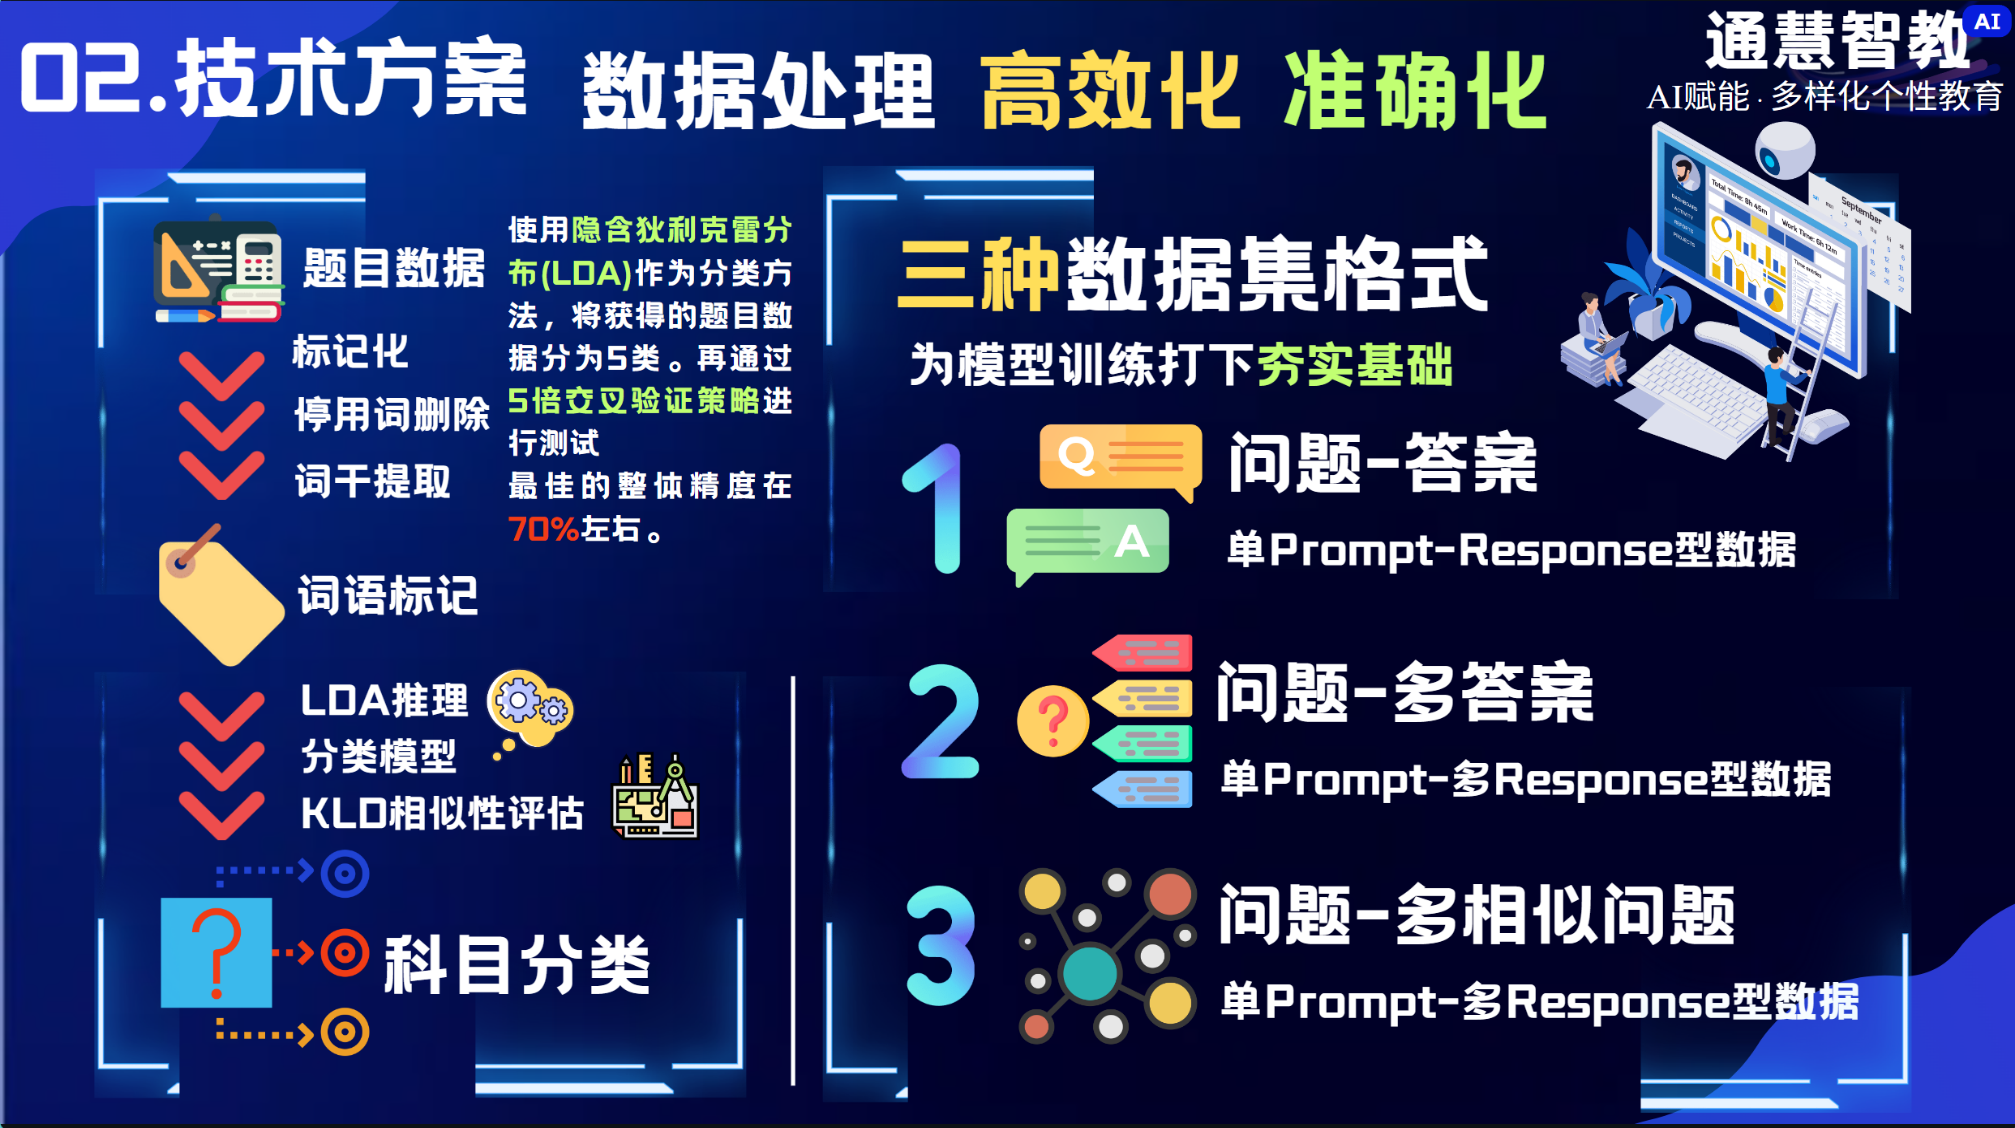 02.技术方案
数据处理 高效化 准确化
通慧智教
AI
AI赋能 · 多样化个性教育
题目数据
标记化
停用词删除
词干提取
词语标记
LDA推理
分类模型
KLD相似性评估
科目分类
使用隐含狄利克雷分
布(LDA)作为分类方
法，将获得的题目数
据分为5类。再通过
5倍交叉验证策略进
行测试
最佳的整体精度在
70%左右。
三种数据集格式
为模型训练打下夯实基础
1
Q
A
问题-答案
单Prompt-Response型数据
2
?
问题-多答案
单Prompt-多Response型数据
3
问题-多相似问题
单Prompt-多Response型数据
Total Time: 8h 45m
Work Time: 6h 12m
Time entries
September